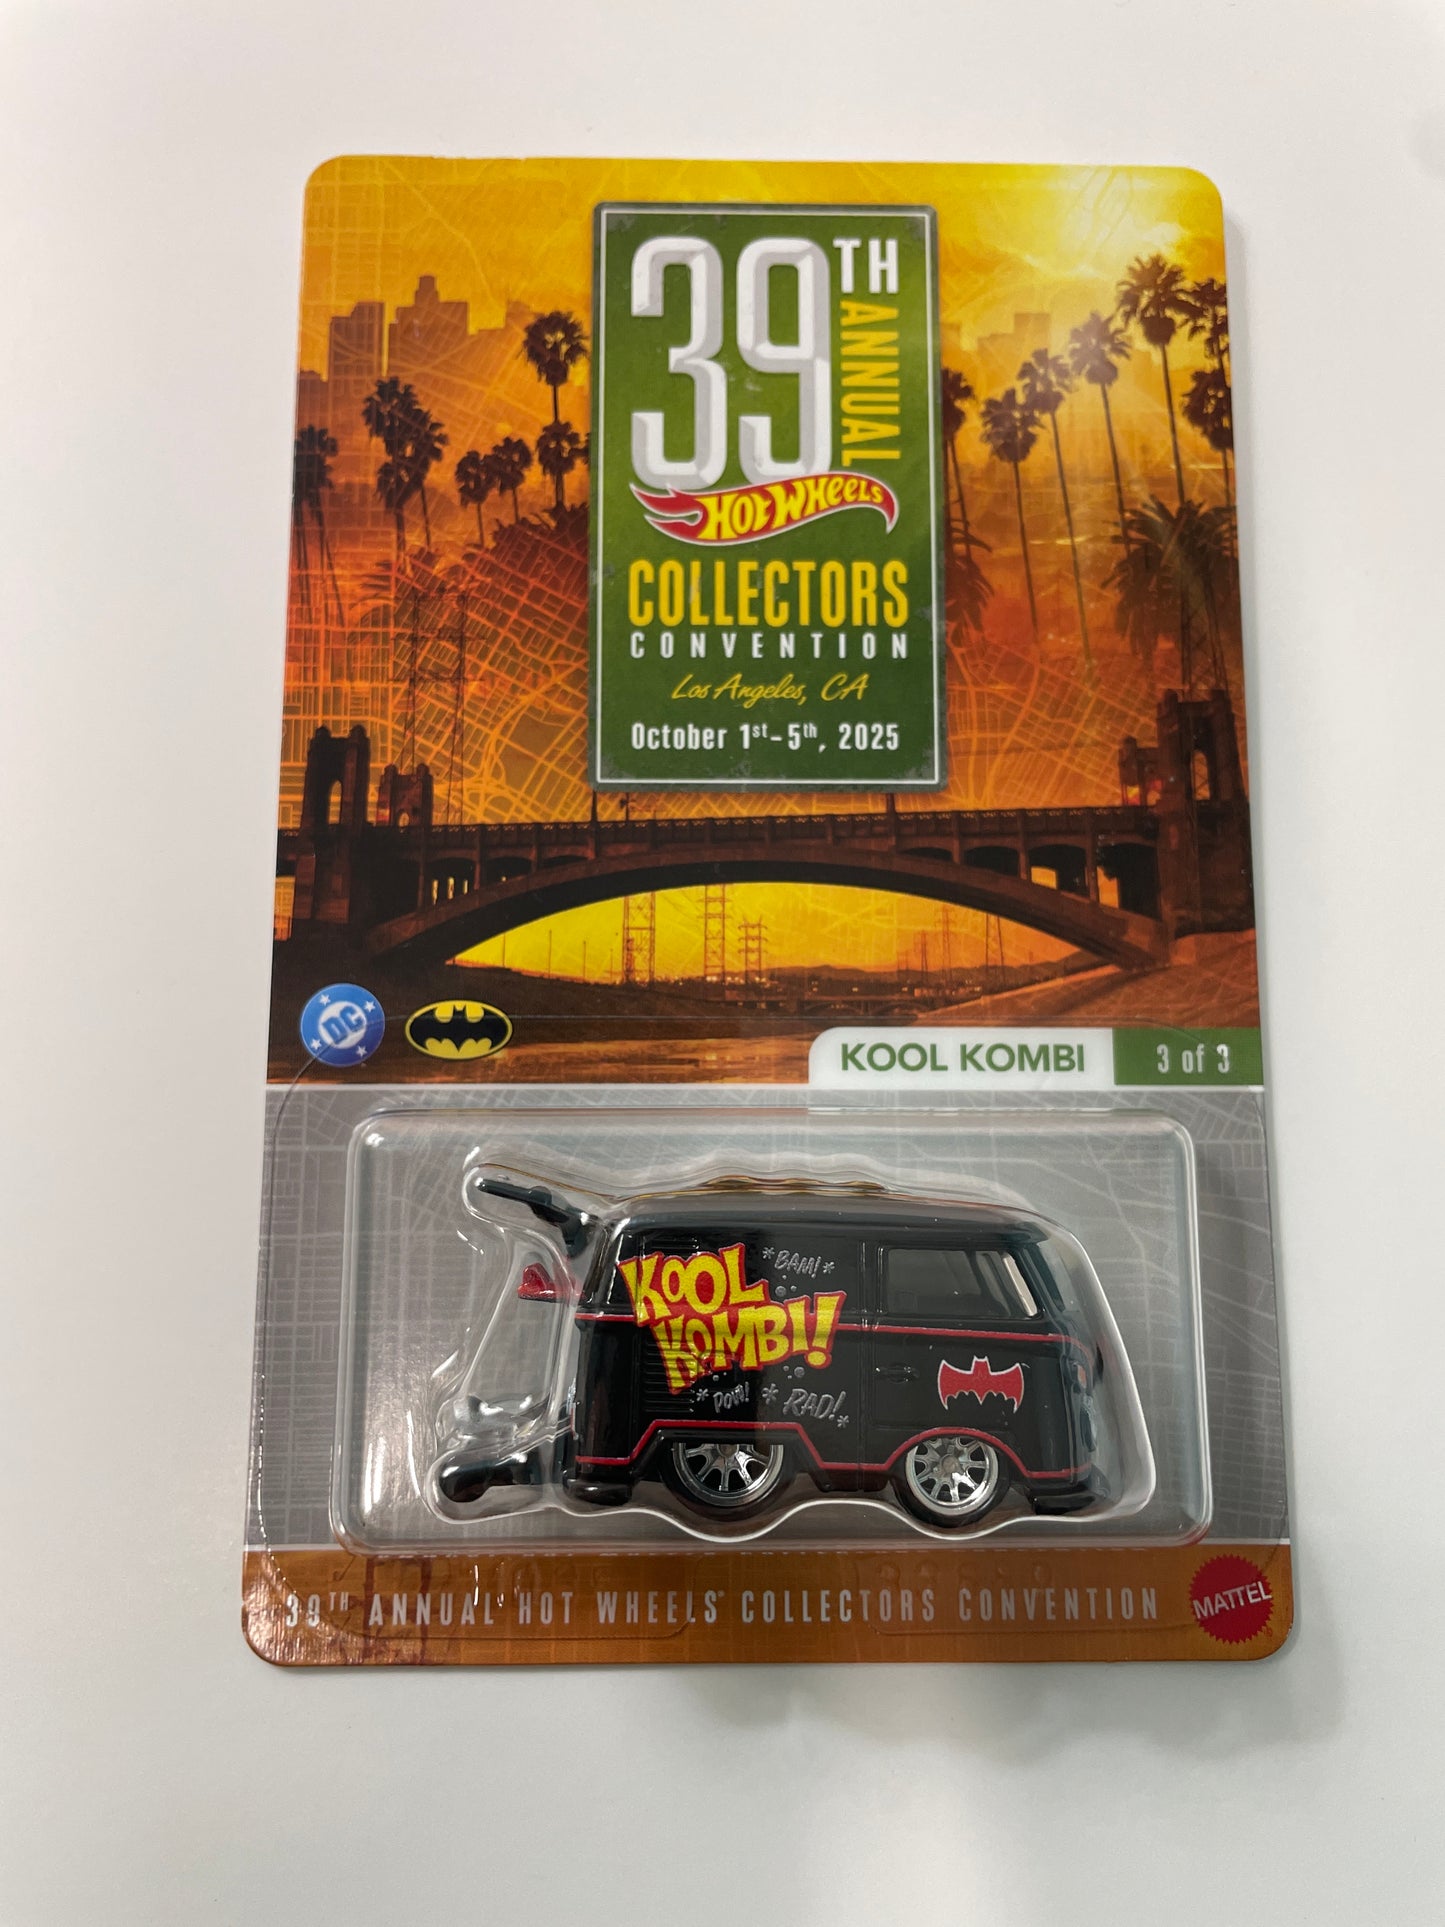 39TH
ANNUAL
HOT WHEELS
COLLECTORS
CONVENTION
Los Angeles, CA
October 1st-5th, 2025
DC
KOOL KOMBI 3 of 3
KOOL
KOMBI!
*BAM!*
*POW!*
*RAD!*
39TH ANNUAL HOT WHEELS® COLLECTORS CONVENTION
MATTEL